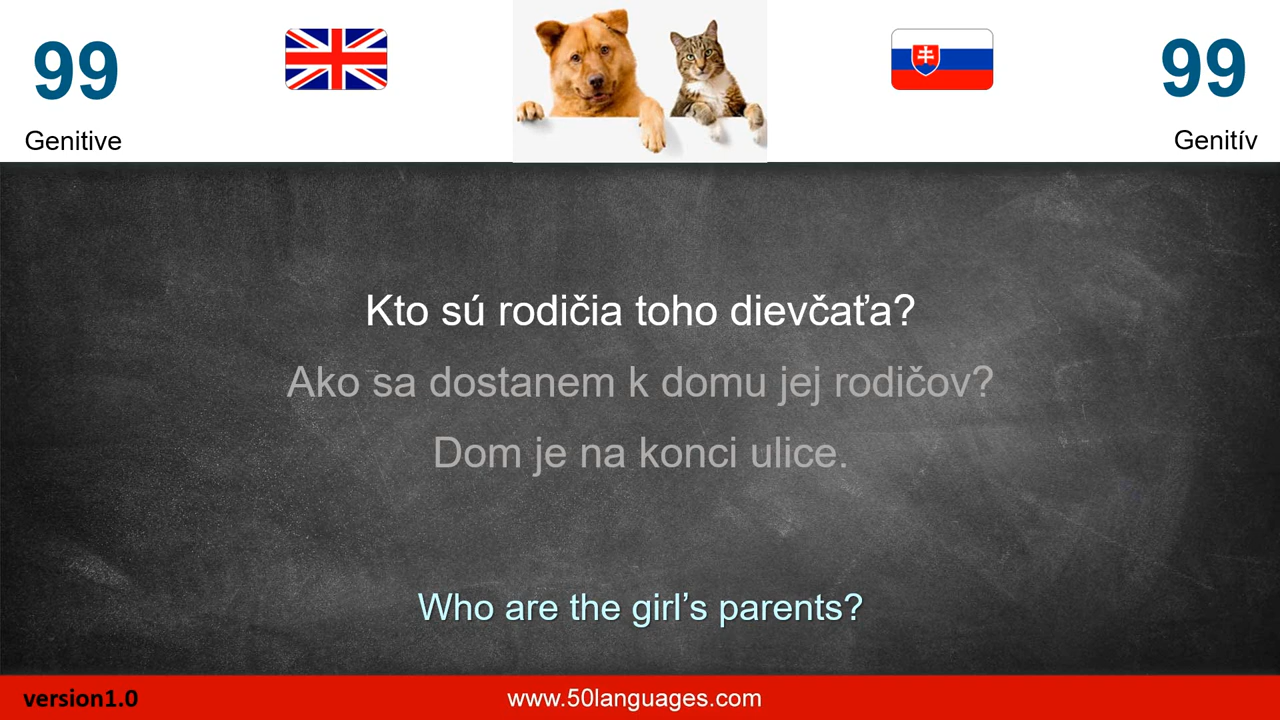 99
99
Genitive
Genitív
Kto sú rodičia toho dievčaťa?
Ako sa dostanem k domu jej rodičov?
Dom je na konci ulice.
Who are the girl’s parents?
version1.0
www.50languages.com